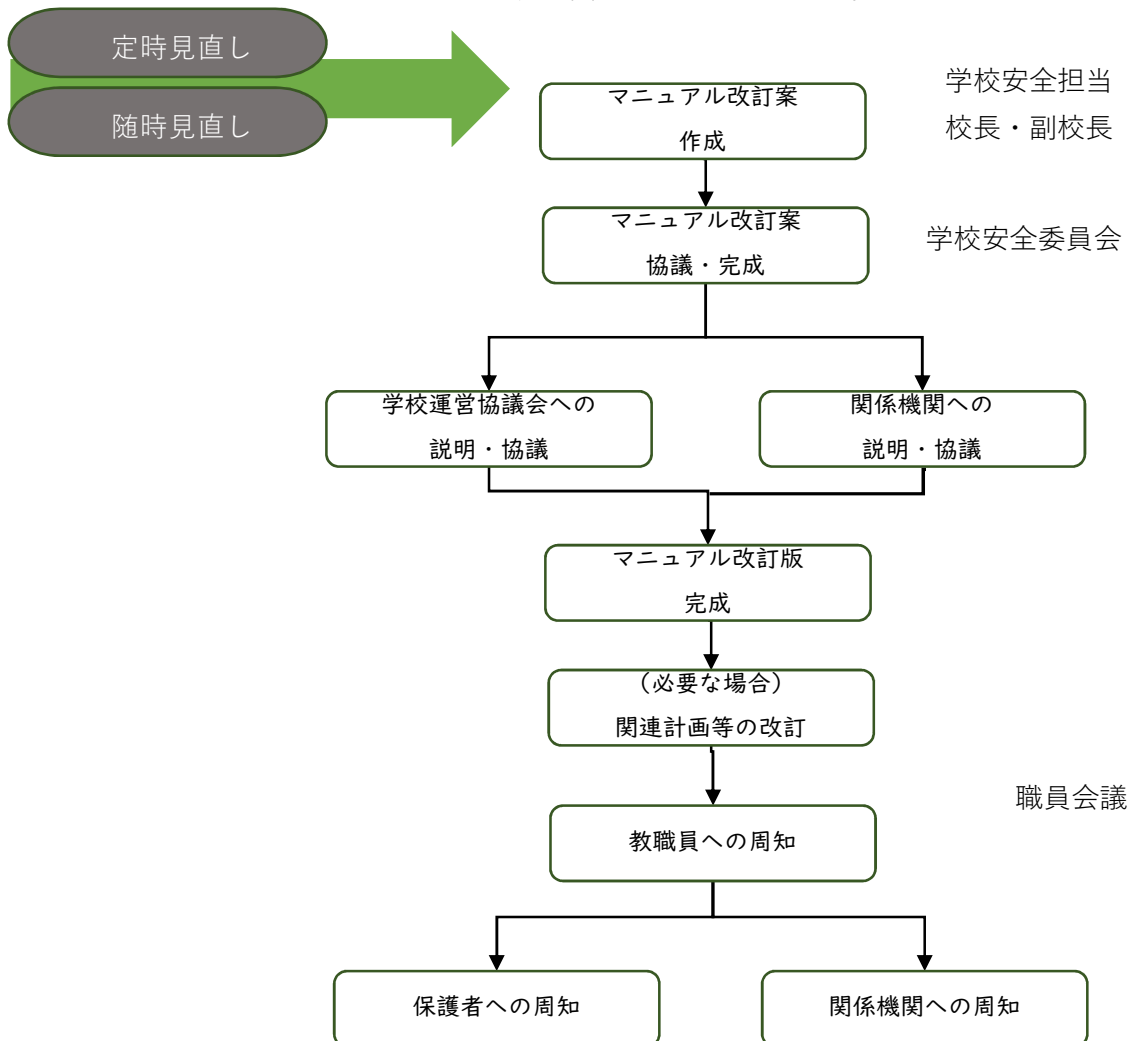 定時見直し
随時見直し
マニュアル改訂案
作成
学校安全担当
校長・副校長
マニュアル改訂案
協議・完成
学校安全委員会
学校運営協議会への
説明・協議
関係機関への
説明・協議
マニュアル改訂版
完成
(必要な場合)
関連計画等の改訂
職員会議
教職員への周知
保護者への周知
関係機関への周知